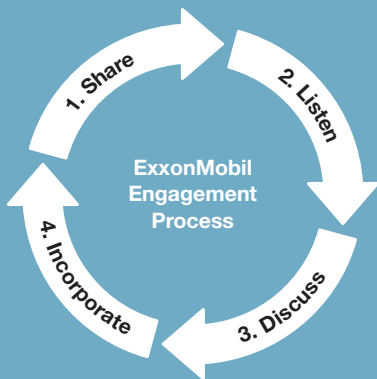 1. Share
2. Listen
ExxonMobil
Engagement
Process
4. Incorporate
3. Discuss